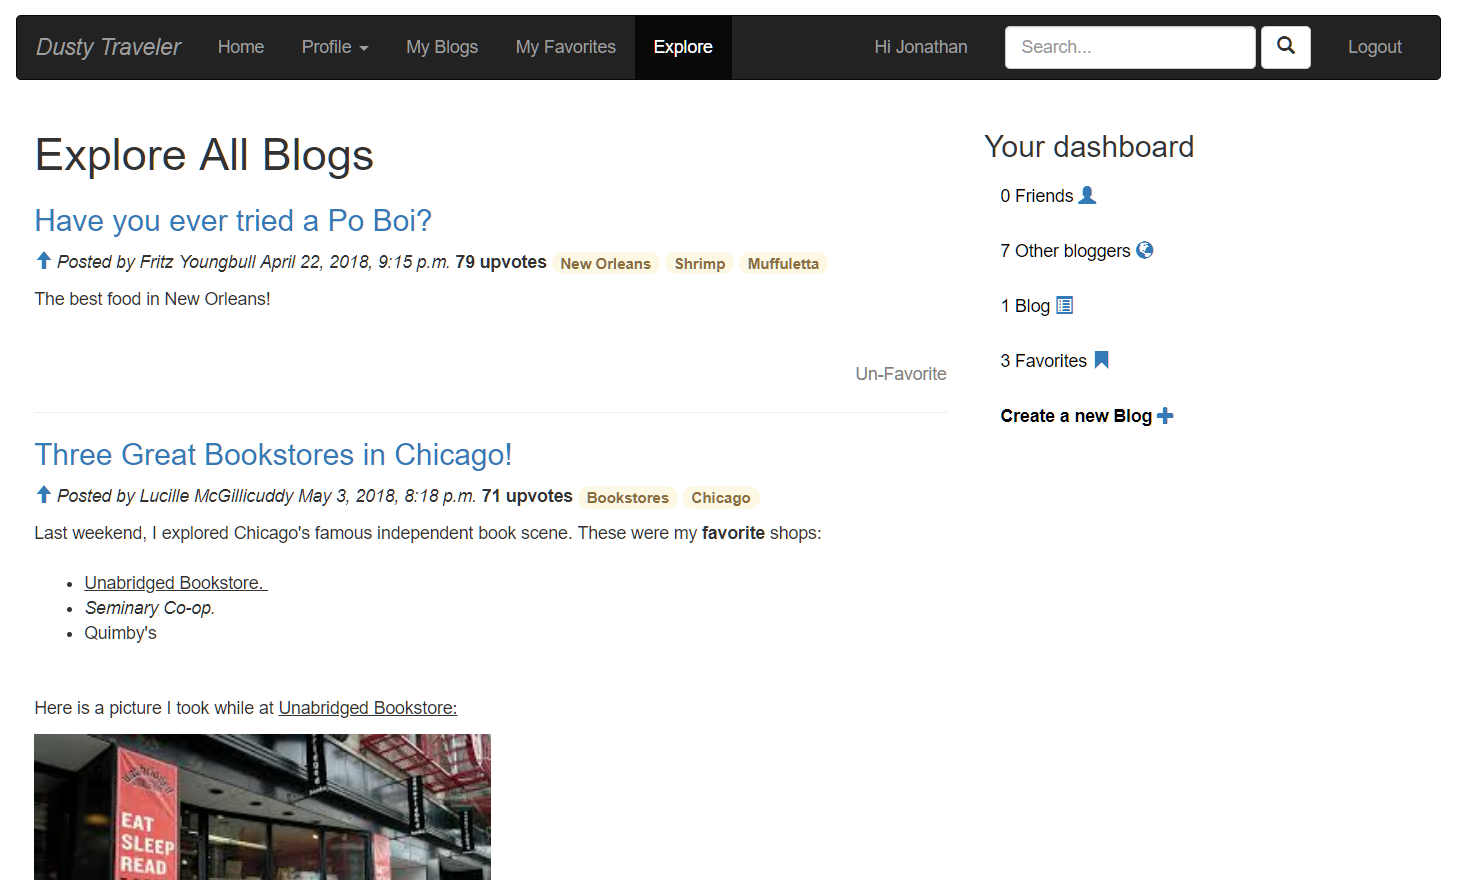 Dusty Traveler Home Profile My Blogs My Favorites Explore Hi Jonathan Search... Logout
Explore All Blogs
Have you ever tried a Po Boi?
Posted by Fritz Youngbull April 22, 2018, 9:15 p.m. 79 upvotes New Orleans Shrimp Muffuletta
The best food in New Orleans!
Un-Favorite
Three Great Bookstores in Chicago!
Posted by Lucille McGillicuddy May 3, 2018, 8:18 p.m. 71 upvotes Bookstores Chicago
Last weekend, I explored Chicago's famous independent book scene. These were my favorite shops:
Unabridged Bookstore.
Seminary Co-op.
Quimby's
Here is a picture I took while at Unabridged Bookstore:
EAT
SLEEP
READ
Your dashboard
0 Friends
7 Other bloggers
1 Blog
3 Favorites
Create a new Blog